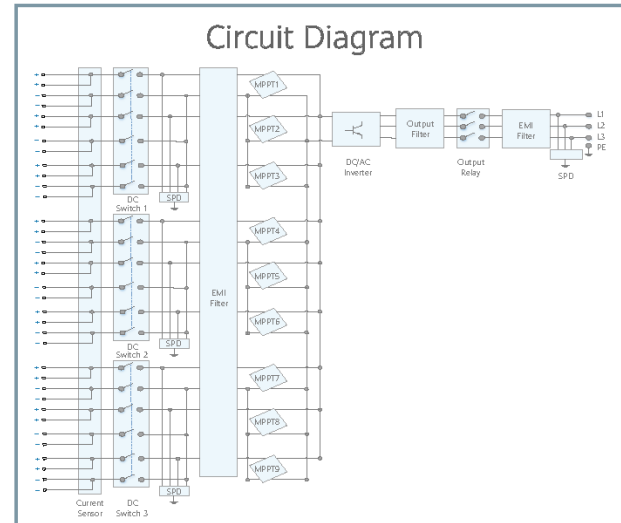 Circuit Diagram
MPPT1
MPPT2
MPPT3
DC
Switch 1
SPD
MPPT4
MPPT5
MPPT6
EMI
Filter
DC
Switch 2
SPD
MPPT7
MPPT8
MPPT9
Current
Sensor
DC
Switch 3
SPD
DC/AC
Inverter
Output
Filter
Output
Relay
EMI
Filter
SPD
L1
L2
L3
PE